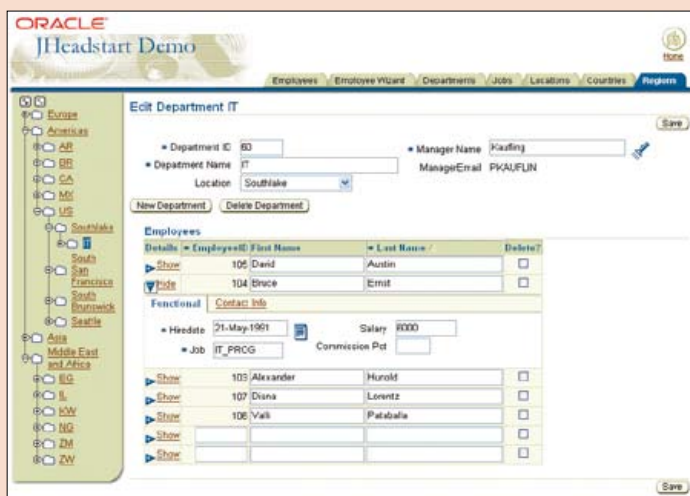 ORACLE
JHeadstart Demo
Home
Employees Employee Wizard Departments Jobs Locations Countries Regions
Europe
Americas
AR
BR
CA
MX
US
Southlake
IT
South San Francisco
South Brunswick
Seattle
Asia
Middle East and Africa
EG
IL
KW
NG
ZM
ZW
Edit Department IT
Save
* Department ID 60
* Manager Name Kaufling
* Department Name IT
ManagerEmail PKAUFLIN
Location Southlake
New Department Delete Department
Employees
Details * EmployeeID First Name * Last Name Delete?
Show 105 David Austin
Hide 104 Bruce Ernst
Functional Contact Info
* Hiredate 21-May-1991 Salary 6000
* Job IT_PROG Commission Pct
Show 103 Alexander Hunold
Show 107 Diana Lorentz
Show 106 Valli Pataballa
Show
Show
Save